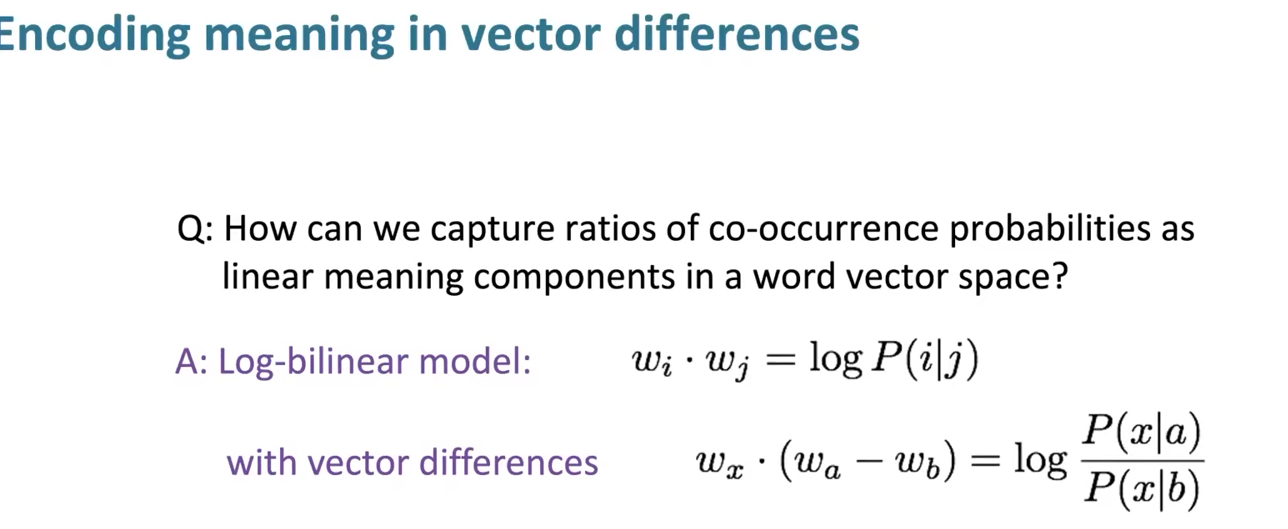 Encoding meaning in vector differences
Q: How can we capture ratios of co-occurrence probabilities as
linear meaning components in a word vector space?
A: Log-bilinear model: $w_i \cdot w_j = \log P(i|j)$
with vector differences $w_x \cdot (w_a - w_b) = \log \frac{P(x|a)}{P(x|b)}$